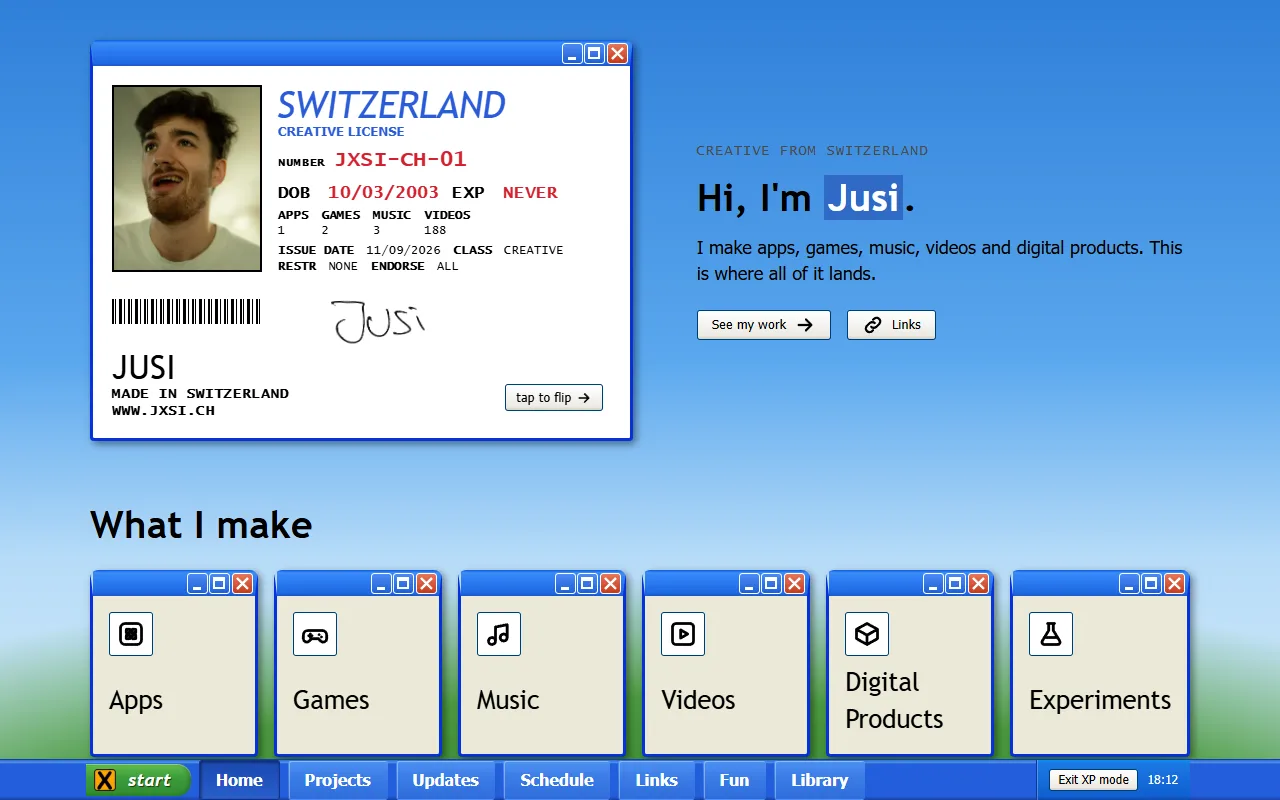 SWITZERLAND
CREATIVE LICENSE
NUMBER JXSI-CH-01
DOB 10/03/2003 EXP NEVER
APPS GAMES MUSIC VIDEOS
1 2 3 188
ISSUE DATE 11/09/2026 CLASS CREATIVE
RESTR NONE ENDORSE ALL
Jusi
JUSI
MADE IN SWITZERLAND
WWW.JXSI.CH
tap to flip →
CREATIVE FROM SWITZERLAND
Hi, I'm Jusi.
I make apps, games, music, videos and digital products. This
is where all of it lands.
See my work →
Links
What I make
Apps
Games
Music
Videos
Digital
Products
Experiments
X start Home Projects Updates Schedule Links Fun Library Exit XP mode 18:12